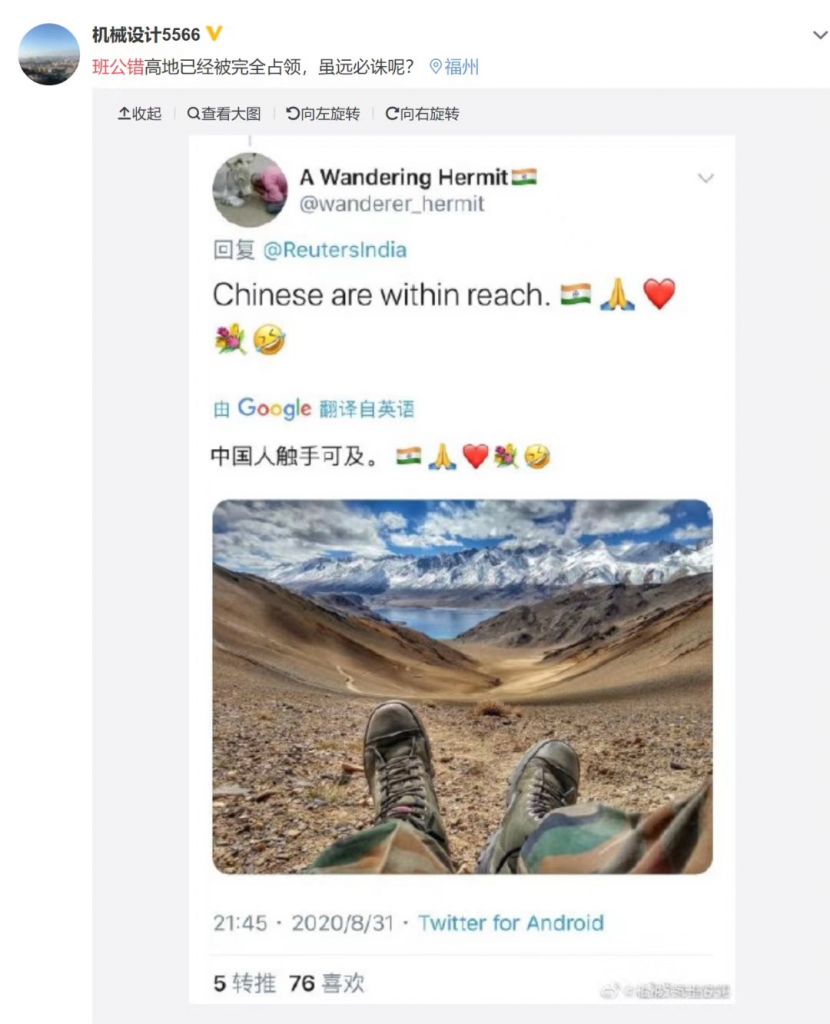 机械设计5566
班公错高地已经被完全占领，虽远必诛呢？ 福州
收起 查看大图 向左旋转 向右旋转
A Wandering Hermit🇮🇳
@wanderer_hermit
回复 @ReutersIndia
Chinese are within reach. 🇮🇳 🙏 ❤️
💐 🤣
由 Google 翻译自英语
中国人触手可及。 🇮🇳 🙏 ❤️ 💐 🤣
21:45 · 2020/8/31 · Twitter for Android
5 转推 76 喜欢